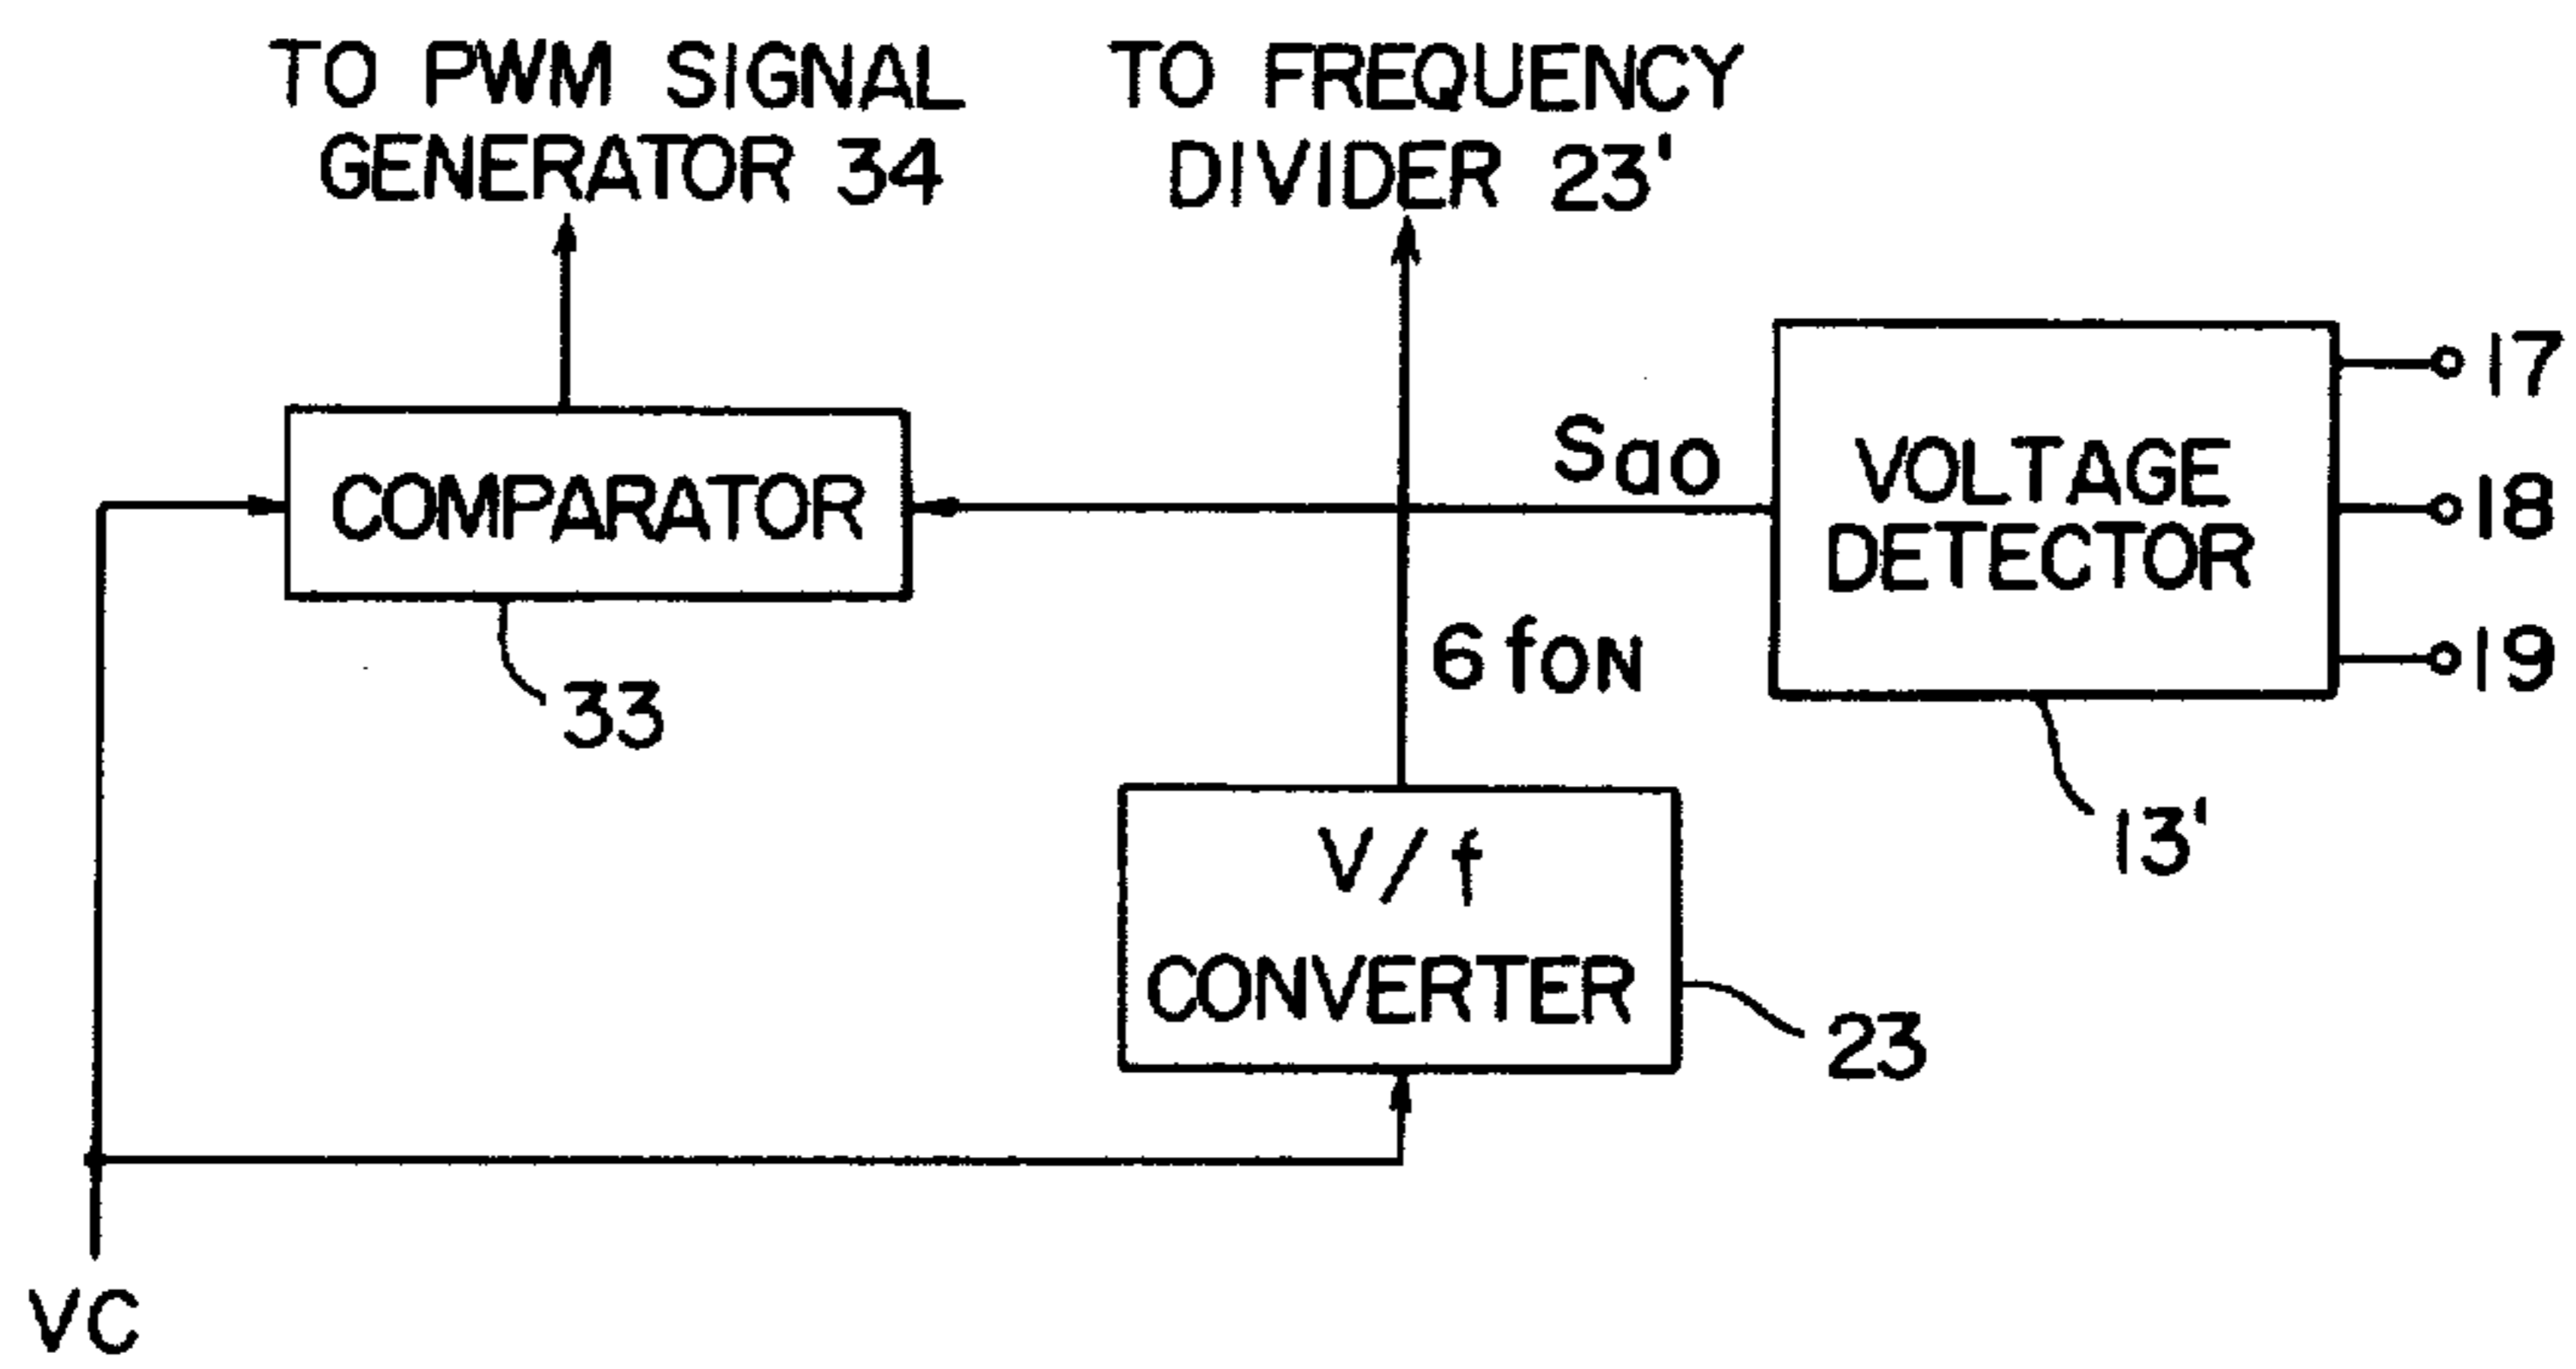 TO PWM SIGNAL
GENERATOR 34
TO FREQUENCY
DIVIDER 23'
COMPARATOR
33
Sao
VOLTAGE
DETECTOR
17
18
19
13'
6 fON
V/f
CONVERTER
23
VC